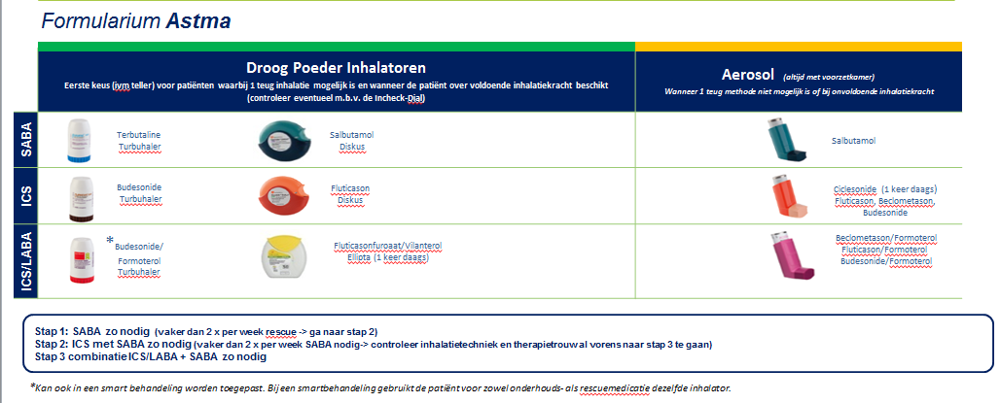 Formularium Astma
Droog Poeder Inhalatoren
Eerste keus (ivm teller) voor patiënten waarbij 1 teug inhalatie mogelijk is en wanneer de patiënt over voldoende inhalatiekracht beschikt
(controleer eventueel m.b.v. de Incheck-Dial)
Aerosol (altijd met voorzetkamer)
Wanneer 1 teug methode niet mogelijk is of bij onvoldoende inhalatiekracht
SABA
Terbutaline
Turbuhaler
Salbutamol
Diskus
Salbutamol
ICS
Budesonide
Turbuhaler
Fluticason
Diskus
Ciclesonide (1 keer daags)
Fluticason, Beclometason,
Budesonide
ICS/LABA
*Budesonide/
Formoterol
Turbuhaler
Fluticasonfuroaat/Vilanterol
Ellipta (1 keer daags)
Beclometason/Formoterol
Fluticason/Formoterol
Budesonide/Formoterol
Stap 1: SABA zo nodig (vaker dan 2 x per week rescue -> ga naar stap 2)
Stap 2: ICS met SABA zo nodig (vaker dan 2 x per week SABA nodig-> controleer inhalatietechniek en therapietrouw al vorens naar stap 3 te gaan)
Stap 3 combinatie ICS/LABA + SABA zo nodig
*Kan ook in een smart behandeling worden toegepast. Bij een smartbehandeling gebruikt de patiënt voor zowel onderhouds- als rescuemedicatie dezelfde inhalator.